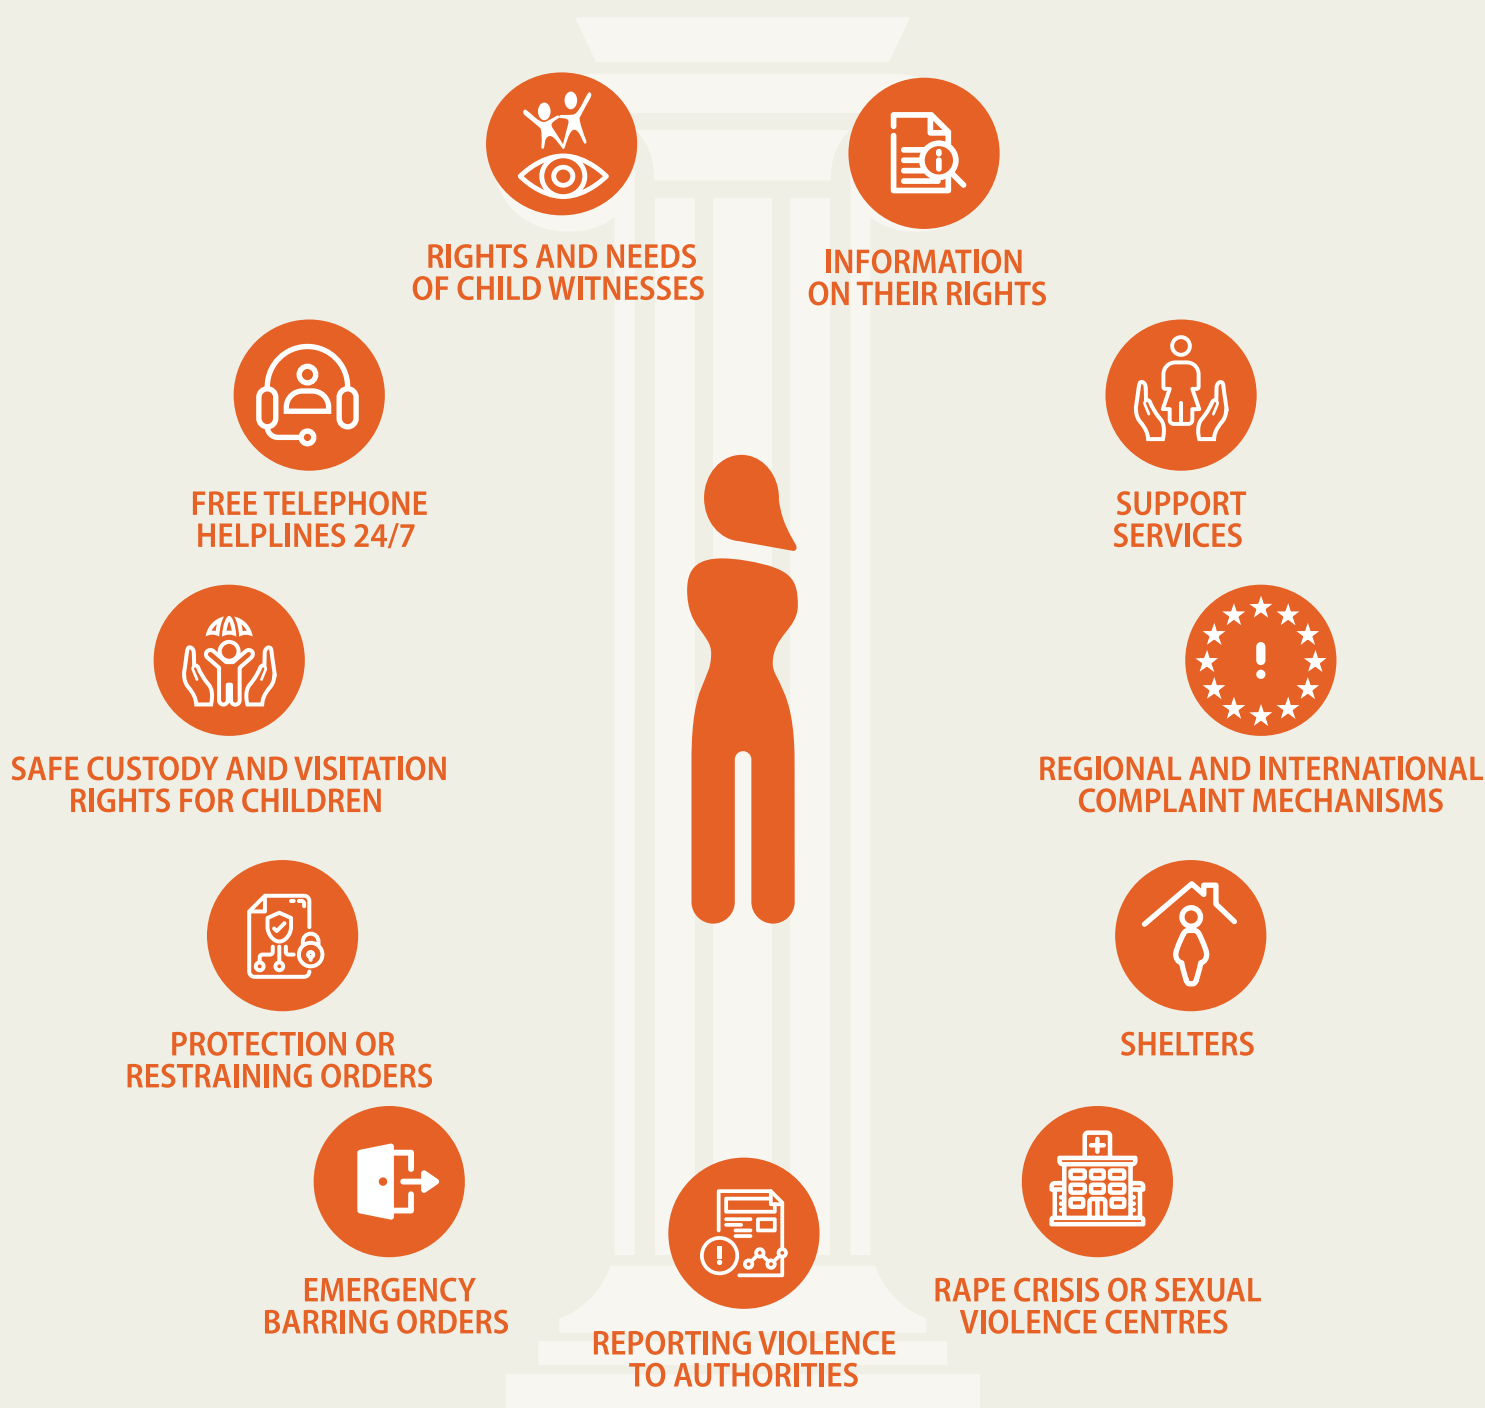 RIGHTS AND NEEDS
OF CHILD WITNESSES
INFORMATION
ON THEIR RIGHTS
FREE TELEPHONE
HELPLINES 24/7
SUPPORT
SERVICES
SAFE CUSTODY AND VISITATION
RIGHTS FOR CHILDREN
REGIONAL AND INTERNATIONAL
COMPLAINT MECHANISMS
PROTECTION OR
RESTRAINING ORDERS
SHELTERS
EMERGENCY
BARRING ORDERS
REPORTING VIOLENCE
TO AUTHORITIES
RAPE CRISIS OR SEXUAL
VIOLENCE CENTRES